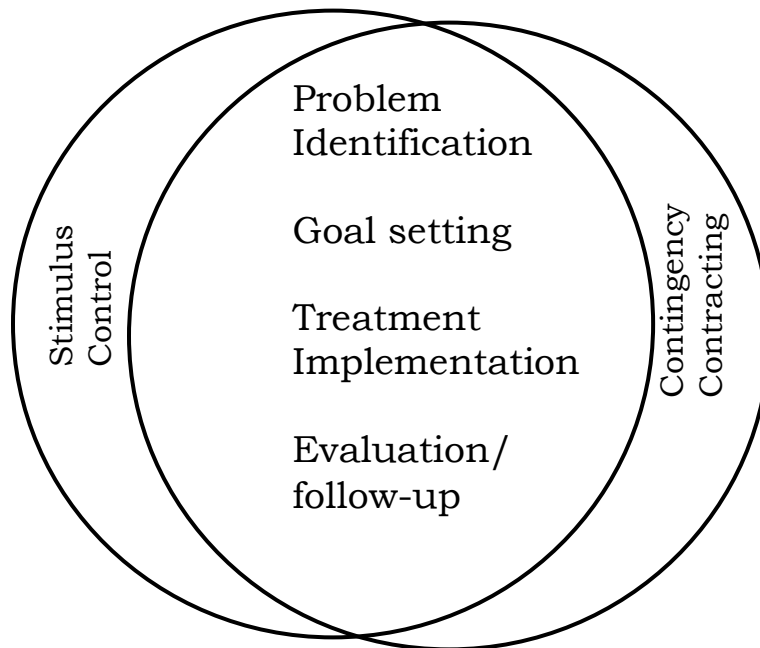 Stimulus
Control
Problem
Identification
Goal setting
Treatment
Implementation
Evaluation/
follow-up
Contingency
Contracting